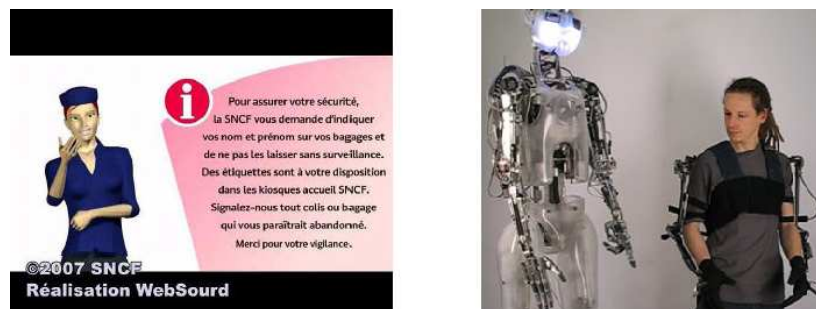 i
Pour assurer votre sécurité,
la SNCF vous demande d'indiquer
vos nom et prénom sur vos bagages et
de ne pas les laisser sans surveillance.
Des étiquettes sont à votre disposition
dans les kiosques accueil SNCF.
Signalez-nous tout colis ou bagage
qui vous paraîtrait abandonné.
Merci pour votre vigilance.
©2007 SNCF
Réalisation WebSourd